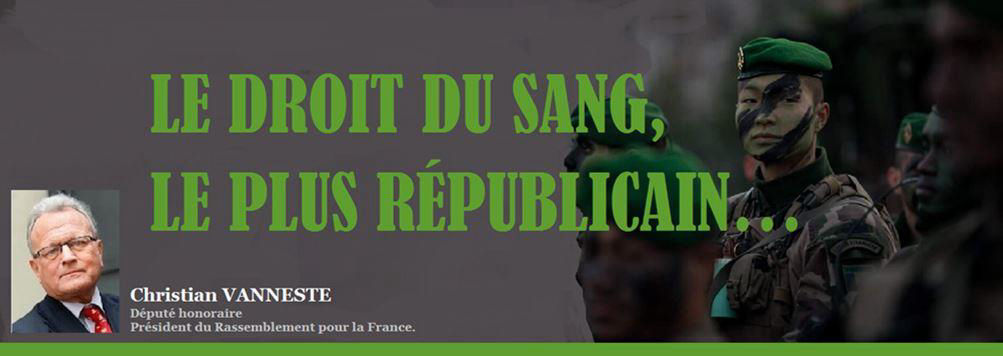 LE DROIT DU SANG,
LE PLUS RÉPUBLICAIN...
Christian VANNESTE
Député honoraire
Président du Rassemblement pour la France.